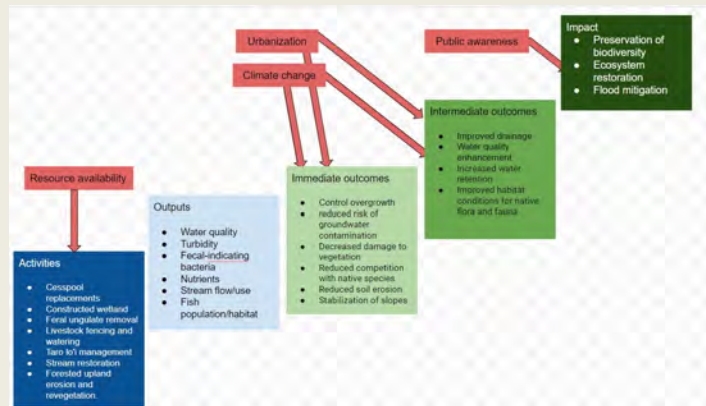 Urbanization
Climate change
Public awareness
Impact
● Preservation of
biodiversity
● Ecosystem
restoration
● Flood mitigation
Intermediate outcomes
● Improved drainage
● Water quality
enhancement
● Increased water
retention
● Improved habitat
conditions for native
flora and fauna
Resource availability
Immediate outcomes
● Control overgrowth
● reduced risk of
groundwater
contamination
● Decreased damage to
vegetation
● Reduced competition
with native species
● Reduced soil erosion
● Stabilization of slopes
Outputs
● Water quality
● Turbidity
● Fecal-indicating
bacteria
● Nutrients
● Stream flow/use
● Fish
population/habitat
Activities
● Cesspool
replacements
● Constructed wetland
● Feral ungulate removal
● Livestock fencing and
watering
● Taro lo'i management
● Stream restoration
● Forested upland
erosion and
revegetation.